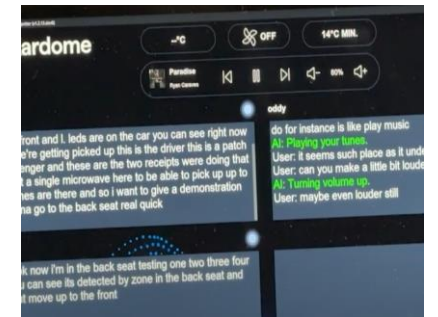 ardome
--°C
OFF
14°C MIN.
Paradise
Ryan Caraveo
80%
oddy
ront and l. leds are on the car you can see right now
e're getting picked up this is the driver this is a patch
enger and these are the two receipts were doing that
t a single microwave here to be able to pick up up to
nes are there and so i want to give a demonstration
na go to the back seat real quick
do for instance is like play music
AI: Playing your tunes.
User: it seems such place as it unde
User: can you make a little bit loude
AI: Turning volume up.
User: maybe even louder still
ok now i'm in the back seat testing one two three four
u can see its detected by zone in the back seat and
t move up to the front